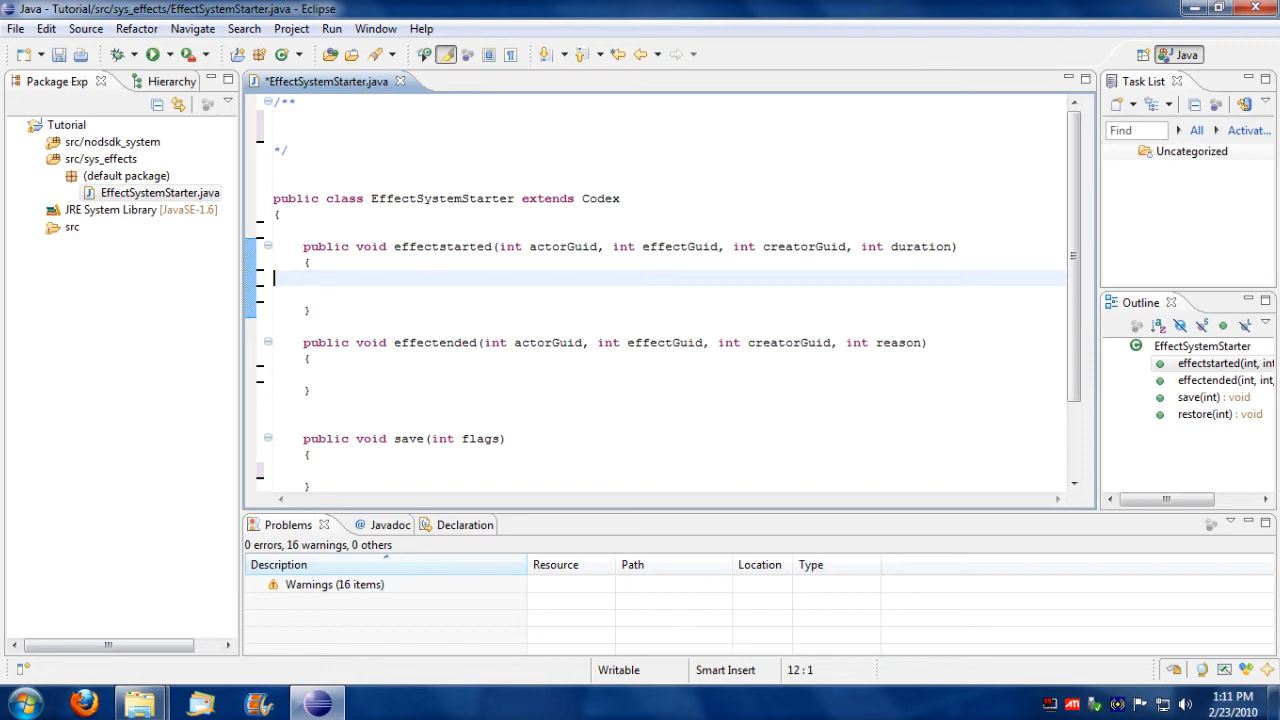 Java - Tutorial/src/sys_effects/EffectSystemStarter.java - Eclipse
File Edit Source Refactor Navigate Search Project Run Window Help
Java
Package Exp Hierarchy
*EffectSystemStarter.java
Task List
Tutorial
src/nodsdk_system
src/sys_effects
(default package)
EffectSystemStarter.java
JRE System Library [JavaSE-1.6]
src
/**
*/
public class EffectSystemStarter extends Codex
{
public void effectstarted(int actorGuid, int effectGuid, int creatorGuid, int duration)
{
}
public void effectended(int actorGuid, int effectGuid, int creatorGuid, int reason)
{
}
public void save(int flags)
{
}
Find All Activat...
Uncategorized
Outline
EffectSystemStarter
effectstarted(int, int
effectended(int, int,
save(int) : void
restore(int) : void
Problems Javadoc Declaration
0 errors, 16 warnings, 0 others
Description Resource Path Location Type
Warnings (16 items)
Writable Smart Insert 12 : 1
ATI
1:11 PM
2/23/2010